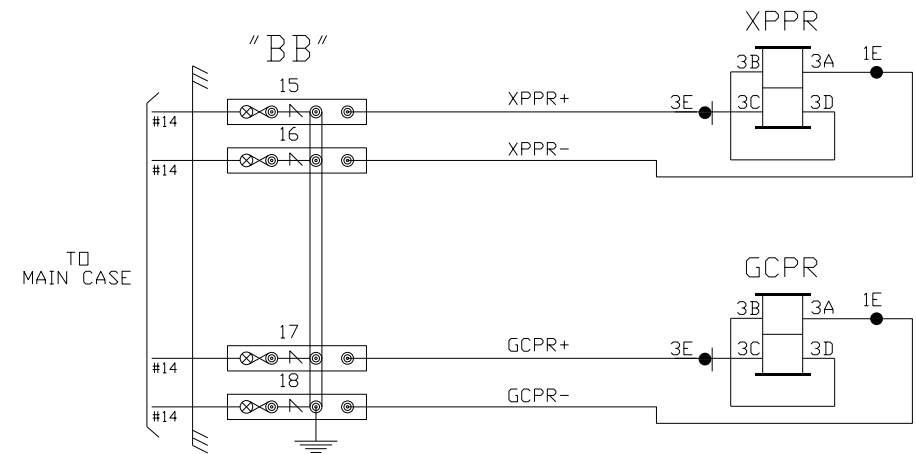 XPPR
"BB"
1E
3B 3A
15
XPPR+
3E 3C 3D
#14
16
XPPR-
#14
TO
MAIN CASE
GCPR
1E
3B 3A
17
GCPR+
3E 3C 3D
#14
18
GCPR-
#14